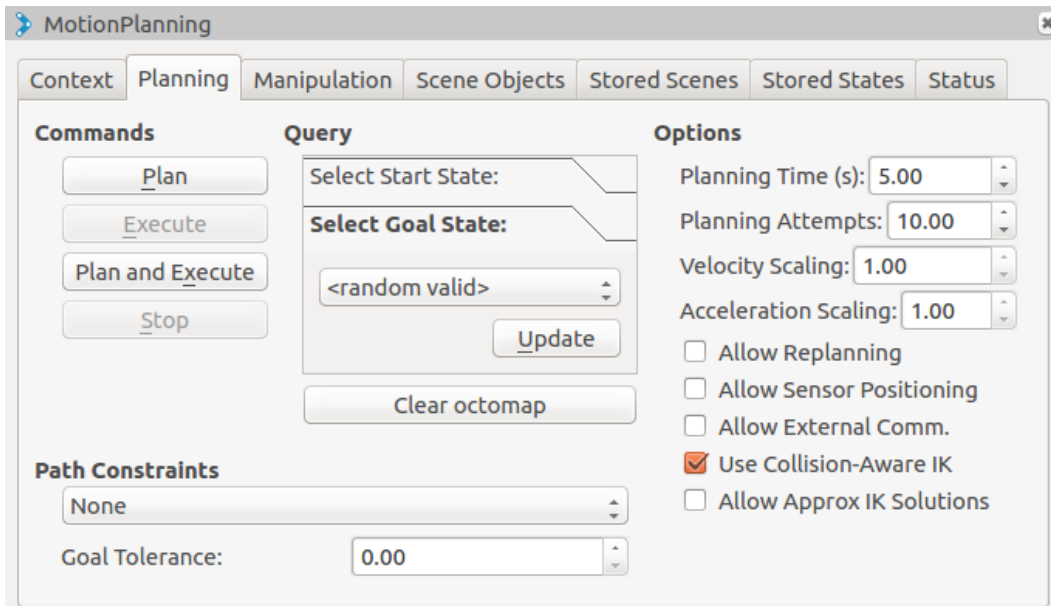 MotionPlanning
Context Planning Manipulation Scene Objects Stored Scenes Stored States Status
Commands
Plan
Execute
Plan and Execute
Stop
Query
Select Start State:
Select Goal State:
<random valid>
Update
Clear octomap
Path Constraints
None
Goal Tolerance: 0.00
Options
Planning Time (s): 5.00
Planning Attempts: 10.00
Velocity Scaling: 1.00
Acceleration Scaling: 1.00
Allow Replanning
Allow Sensor Positioning
Allow External Comm.
Use Collision-Aware IK
Allow Approx IK Solutions